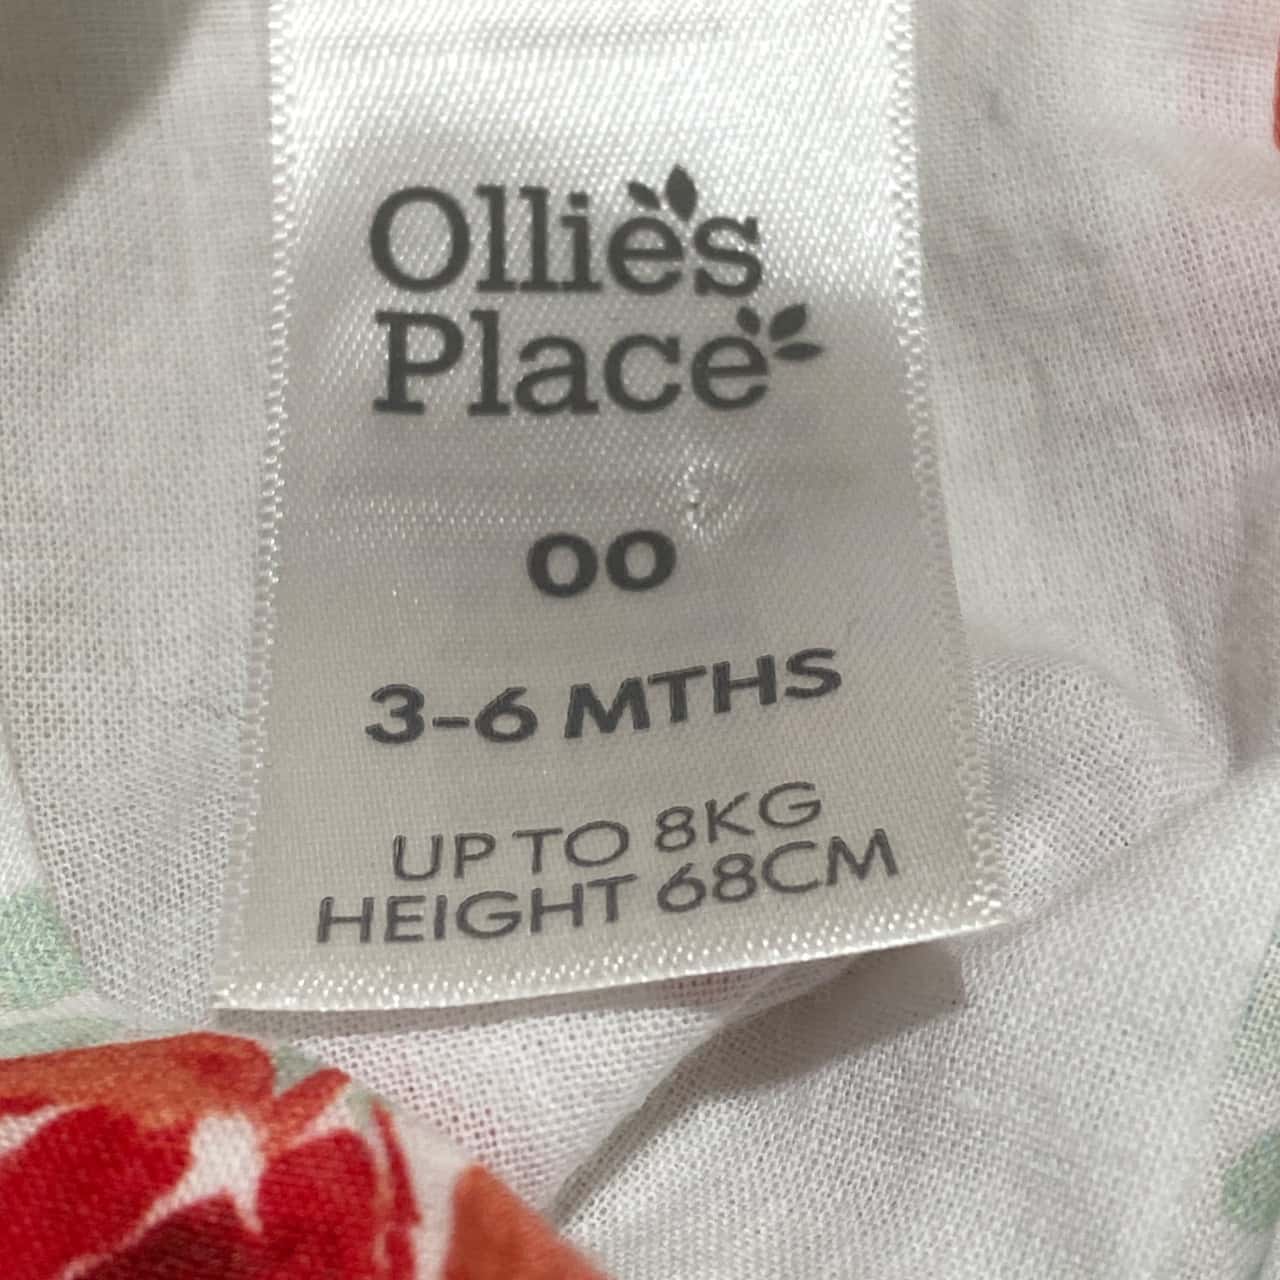 Ollie's
Place
00
3-6 MTHS
UP TO 8KG
HEIGHT 68CM